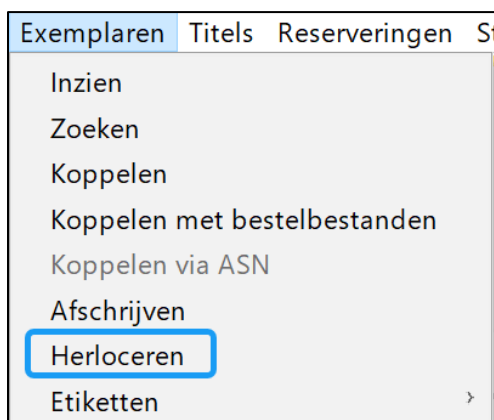 Exemplaren Titels Reserveringen
Inzien
Zoeken
Koppelen
Koppelen met bestelbestanden
Koppelen via ASN
Afschrijven
Herloceren
Etiketten